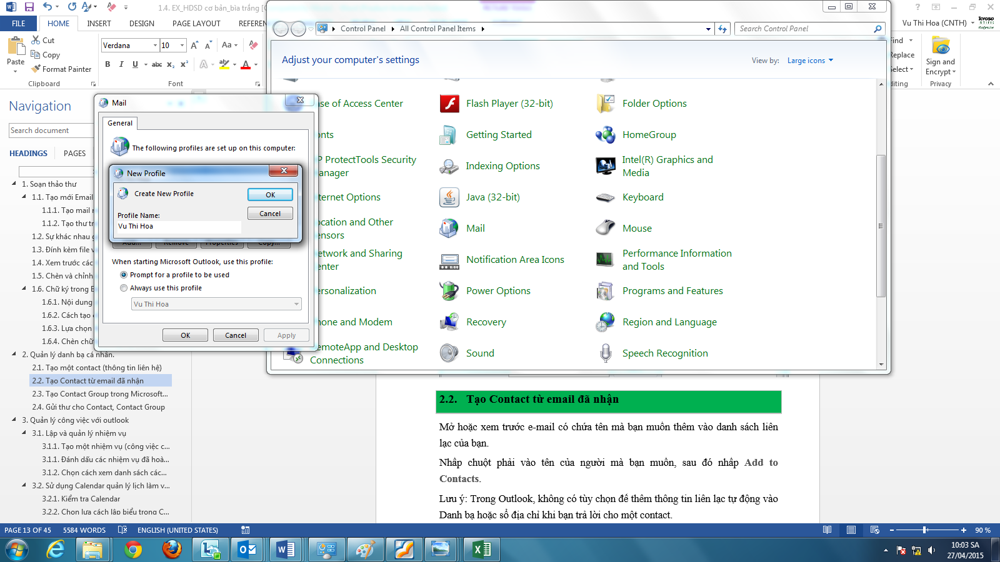 1.4. EX_HDSD cơ bản_bìa trắng [C
FILE
HOME
INSERT
DESIGN
PAGE LAYOUT
REFEREN
Vu Thi Hoa (CNTH)
Paste
Cut
Copy
Format Painter
Clipboard
Verdana
10
Font
Control Panel
All Control Panel Items
Search Control Panel
Find
Replace
Select
Sign and
Encrypt
Privacy
Adjust your computer's settings
View by:
Large icons
Ease of Access Center
Flash Player (32-bit)
Folder Options
Getting Started
HomeGroup
HP ProtectTools Security
Manager
Indexing Options
Intel(R) Graphics and
Media
Internet Options
Java (32-bit)
Keyboard
Location and Other
Sensors
Mail
Mouse
Network and Sharing
Center
Notification Area Icons
Performance Information
and Tools
Personalization
Power Options
Programs and Features
Phone and Modem
Recovery
Region and Language
RemoteApp and Desktop
Connections
Sound
Speech Recognition
Navigation
Search document
HEADINGS
PAGES
1. Soạn thảo thư
1.1. Tạo mới Email
1.1.1. Tạo mail
1.1.2. Tạo thư tr
1.2. Sự khác nhau g
1.3. Đính kèm file v
1.4. Xem trước các
1.5. Chèn và chỉnh
1.6. Chữ ký trong E
1.6.1. Nội dung
1.6.2. Cách tạo
1.6.3. Lựa chọn
1.6.4. Chèn chữ
2. Quản lý danh bạ cá nhân.
2.1. Tạo một contact (thông tin liên hệ)
2.2. Tạo Contact từ email đã nhận
2.3. Tạo Contact Group trong Microsoft...
2.4. Gửi thư cho Contact, Contact Group
3. Quản lý công việc với outlook
3.1. Lập và quản lý nhiệm vụ
3.1.1. Tạo một nhiệm vụ (công việc c...
3.1.1. Đánh dấu các nhiệm vụ đã hoà...
3.1.2. Chọn cách xem danh sách các...
3.2. Sử dụng Calendar quản lý lịch làm v...
3.2.1. Kiểm tra Calendar
3.2.2. Chọn lựa cách lập biểu trong C...
Mail
General
The following profiles are set up on this computer:
New Profile
Create New Profile
OK
Cancel
Profile Name:
Vu Thi Hoa
Add...
Remove
Properties
Copy...
When starting Microsoft Outlook, use this profile:
Prompt for a profile to be used
Always use this profile
Vu Thi Hoa
OK
Cancel
Apply
2.2. Tạo Contact từ email đã nhận
Mở hoặc xem trước e-mail có chứa tên mà bạn muốn thêm vào danh sách liên
lạc của bạn.
Nhấp chuột phải vào tên của người mà bạn muốn, sau đó nhấp Add to
Contacts.
Lưu ý: Trong Outlook, không có tùy chọn để thêm thông tin liên lạc tự động vào
Danh bạ hoặc sổ địa chỉ khi bạn trả lời cho một contact.
PAGE 13 OF 45
5584 WORDS
ENGLISH (UNITED STATES)
90 %
10:03 SA
27/04/2015